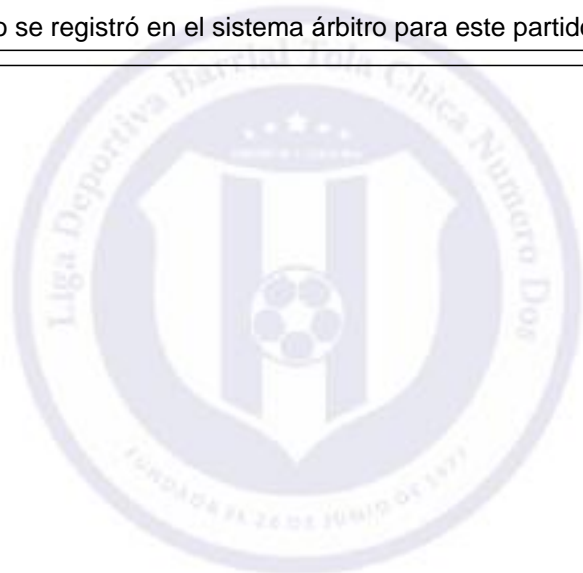 o se registró en el sistema árbitro para este partido
Liga Deportiva Barrial Tola Chica Numero Dos